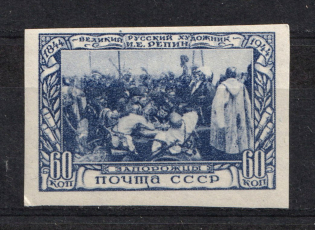 ВЕЛИКИЙ РУССКИЙ ХУДОЖНИК
1844 И.Е. РЕПИН 1944
60 КОП ЗАПОРОЖЦЫ 60 КОП
ПОЧТА СССР